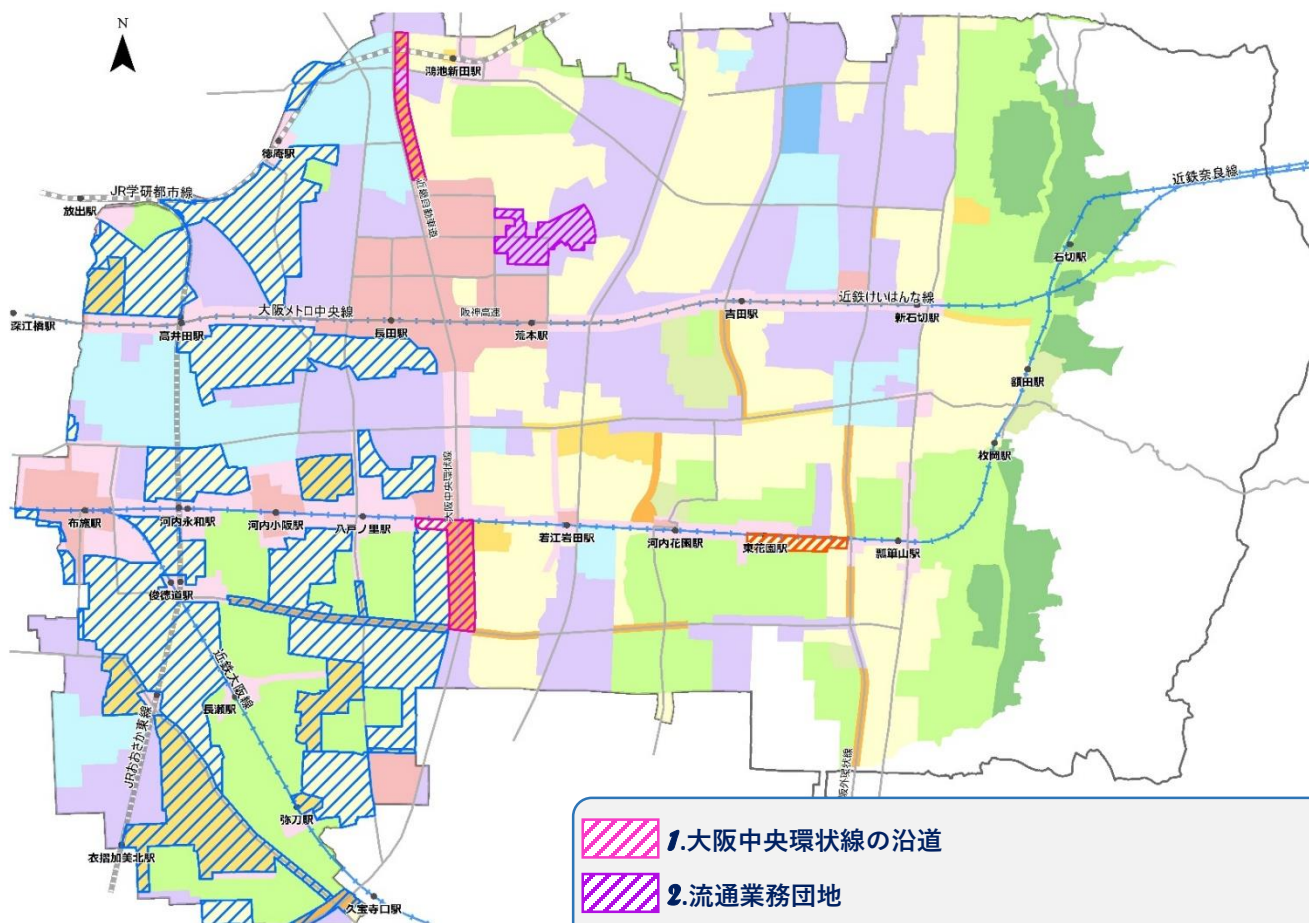 N
鴻池新田駅
徳庵駅
JR学研都市線
放出駅
近畿自動車道
近鉄奈良線
石切駅
大阪メトロ中央線
阪神高速
近鉄けいはんな線
深江橋駅
高井田駅
長田駅
荒本駅
吉田駅
新石切駅
額田駅
枚岡駅
大阪中央環状線
布施駅
河内永和駅
河内小阪駅
八戸ノ里駅
若江岩田駅
河内花園駅
東花園駅
瓢箪山駅
俊徳道駅
近鉄大阪線
長瀬駅
JRおおさか東線
阪外環状線
弥刀駅
衣摺加美北駅
久宝寺口駅
1.大阪中央環状線の沿道
2.流通業務団地